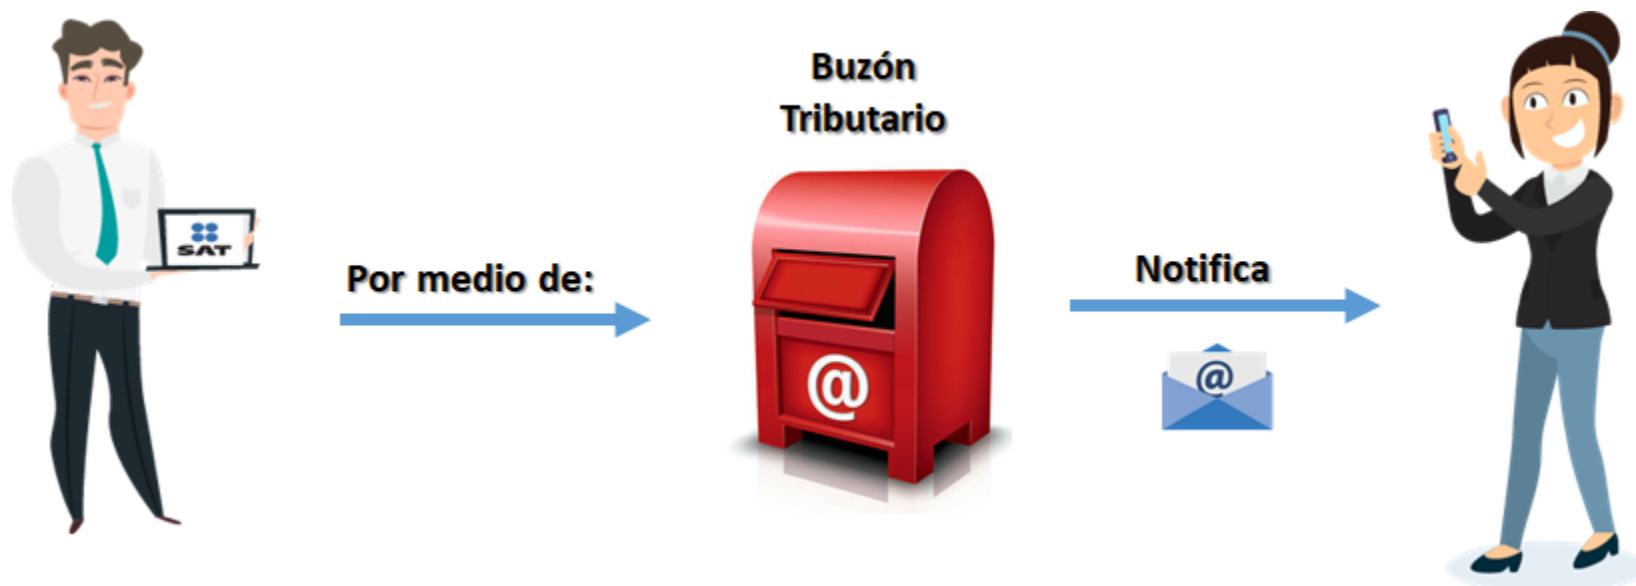 SAT
Por medio de:
Buzón
Tributario
@
Notifica
@